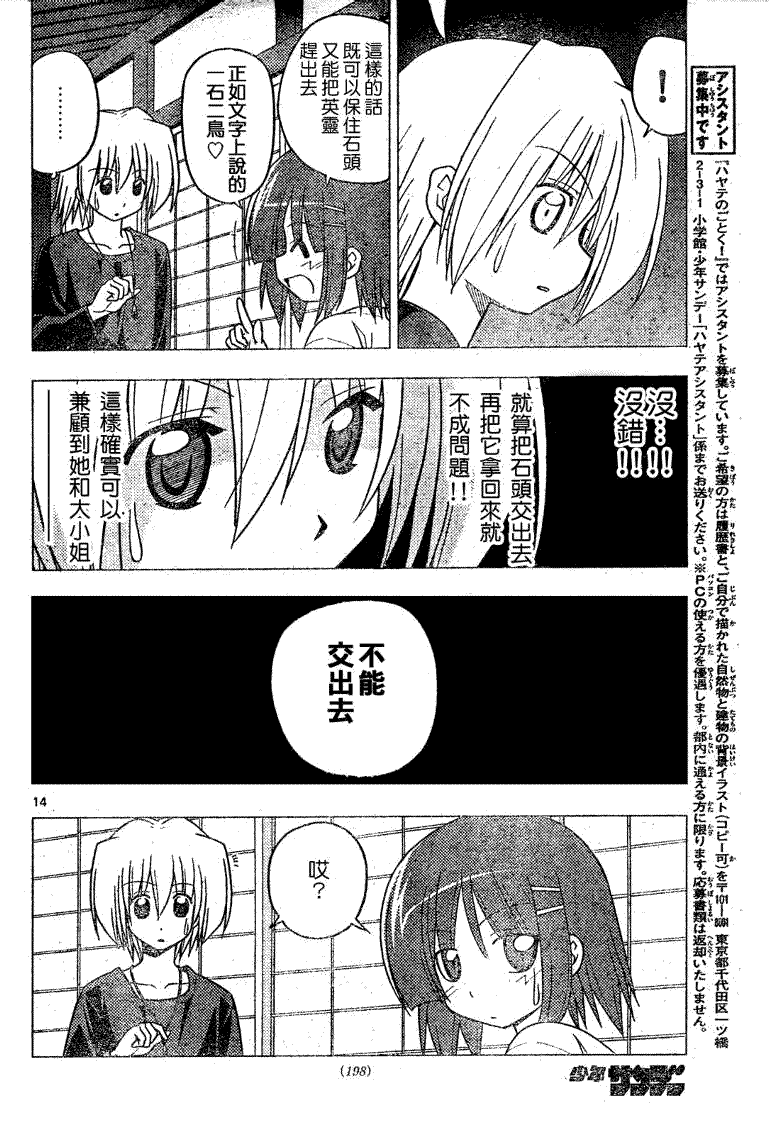 ！
這樣的話
既可以保住石頭
又能把英靈
趕出去
正如文字上說的
一石二鳥♡
………
沒…!!
沒錯!!
就算把石頭交出去
再把它拿回來就
不成問題!!
這樣確實可以
兼顧到她和大小姐
不能
交出去
14
哎？
(198)
少年サンデー
アシスタント
募集中です
『ハヤテのごとく！』ではアシスタントを募集しています。ご希望の方は履歴書と、ご自分で描かれた自然物と建物の背景イラスト(コピー可)を〒101― 東京都千代田区一ツ橋
2-3-1 小学館・少年サンデー「ハヤテアシスタント」係までお送りください。※PCの使える方を優遇します。都内に通える方に限ります。応募書類は返却いたしません。